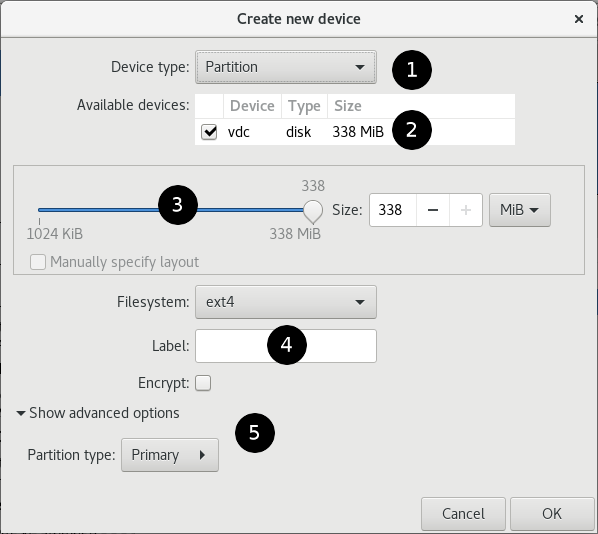 Create new device ×
Device type: Partition 1
Available devices: Device Type Size
vdc disk 338 MiB 2
338
3 Size: 338 − + MiB
1024 KiB 338 MiB
Manually specify layout
Filesystem: ext4
Label: 4
Encrypt:
Show advanced options
5
Partition type: Primary
Cancel OK